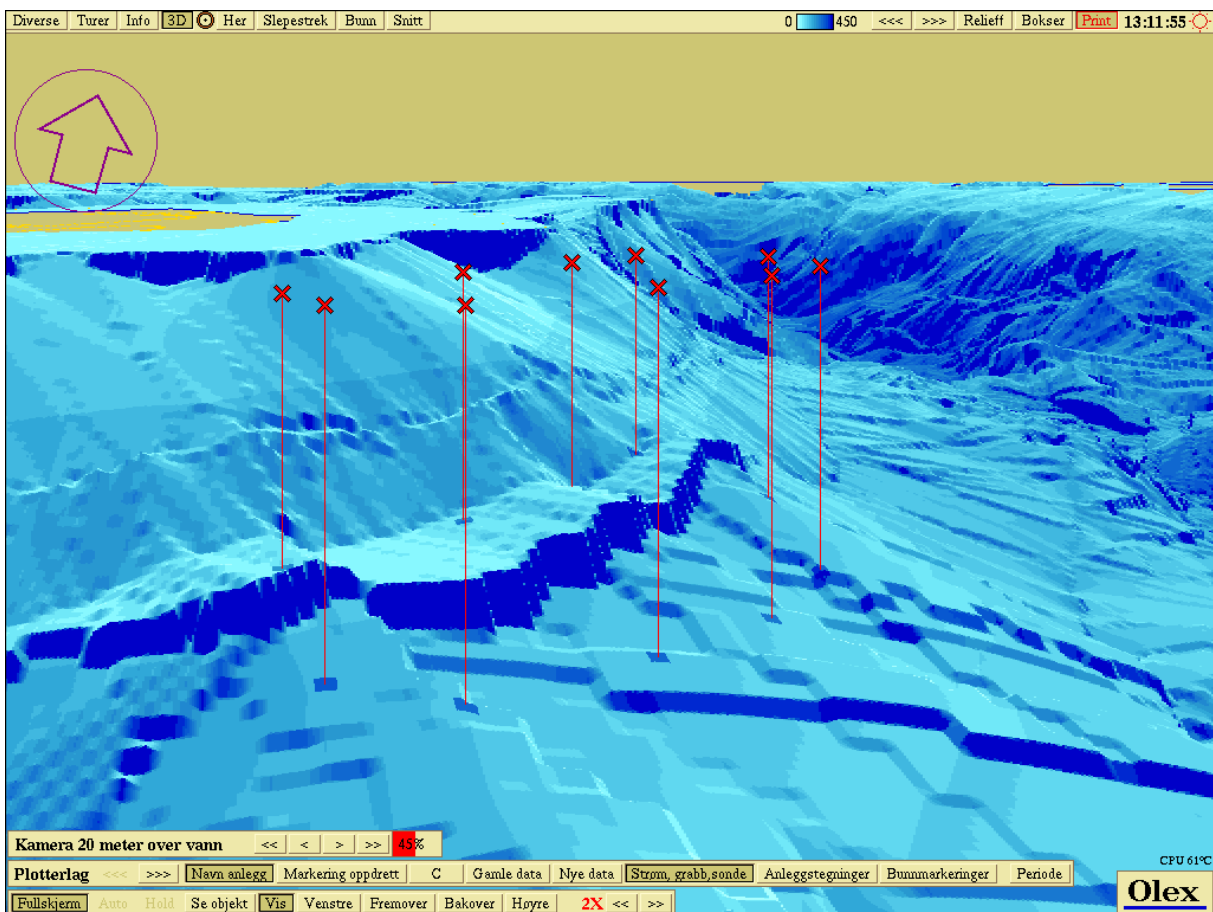 Diverse Turer Info 3D Her Slepestrek Bunn Snitt 0 450 <<< >>> Relieff Bokser Print 13:11:55
Kamera 20 meter over vann << < > >> 45%
CPU 61°C
Plotterlag <<< >>> Navn anlegg Markering oppdrett C Gamle data Nye data Strøm, grabb,sonde Anleggstegninger Bunnmarkeringer Periode
Olex
Fullskjerm Auto Hold Se objekt Vis Venstre Fremover Bakover Høyre 2X << >>